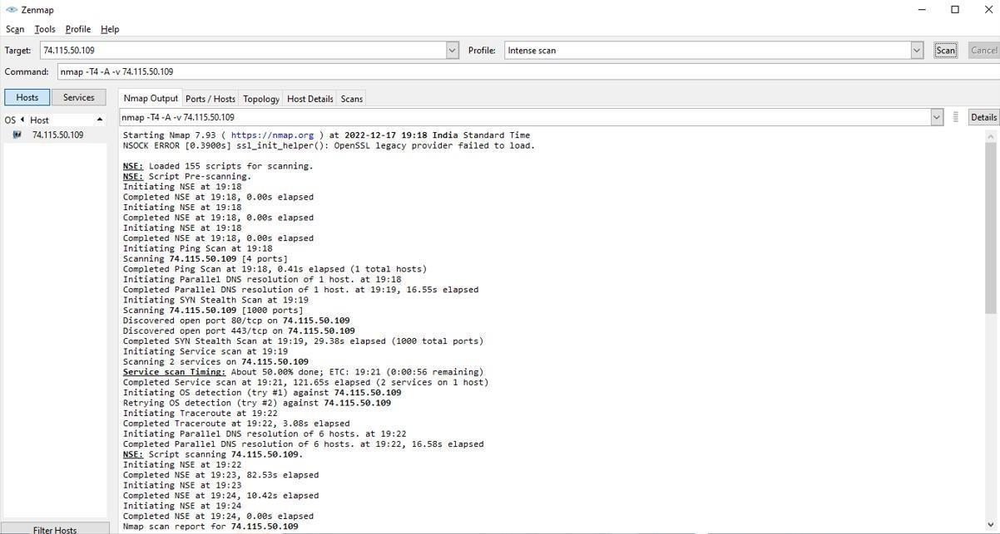 Zenmap
Scan Tools Profile Help
Target: 74.115.50.109 Profile: Intense scan Scan Cancel
Command: nmap -T4 -A -v 74.115.50.109
Hosts Services Nmap Output Ports / Hosts Topology Host Details Scans
OS Host nmap -T4 -A -v 74.115.50.109 Details
74.115.50.109
Starting Nmap 7.93 ( https://nmap.org ) at 2022-12-17 19:18 India Standard Time
NSOCK ERROR [0.3900s] ssl_init_helper(): OpenSSL legacy provider failed to load.
NSE: Loaded 155 scripts for scanning.
NSE: Script Pre-scanning.
Initiating NSE at 19:18
Completed NSE at 19:18, 0.00s elapsed
Initiating NSE at 19:18
Completed NSE at 19:18, 0.00s elapsed
Initiating NSE at 19:18
Completed NSE at 19:18, 0.00s elapsed
Initiating Ping Scan at 19:18
Scanning 74.115.50.109 [4 ports]
Completed Ping Scan at 19:18, 0.41s elapsed (1 total hosts)
Initiating Parallel DNS resolution of 1 host. at 19:18
Completed Parallel DNS resolution of 1 host. at 19:19, 16.55s elapsed
Initiating SYN Stealth Scan at 19:19
Scanning 74.115.50.109 [1000 ports]
Discovered open port 80/tcp on 74.115.50.109
Discovered open port 443/tcp on 74.115.50.109
Completed SYN Stealth Scan at 19:19, 29.38s elapsed (1000 total ports)
Initiating Service scan at 19:19
Scanning 2 services on 74.115.50.109
Service scan Timing: About 50.00% done; ETC: 19:21 (0:00:56 remaining)
Completed Service scan at 19:21, 121.65s elapsed (2 services on 1 host)
Initiating OS detection (try #1) against 74.115.50.109
Retrying OS detection (try #2) against 74.115.50.109
Initiating Traceroute at 19:22
Completed Traceroute at 19:22, 3.08s elapsed
Initiating Parallel DNS resolution of 6 hosts. at 19:22
Completed Parallel DNS resolution of 6 hosts. at 19:22, 16.58s elapsed
NSE: Script scanning 74.115.50.109.
Initiating NSE at 19:22
Completed NSE at 19:23, 82.53s elapsed
Initiating NSE at 19:23
Completed NSE at 19:24, 10.42s elapsed
Initiating NSE at 19:24
Completed NSE at 19:24, 0.00s elapsed
Nmap scan report for 74.115.50.109
Filter Hosts